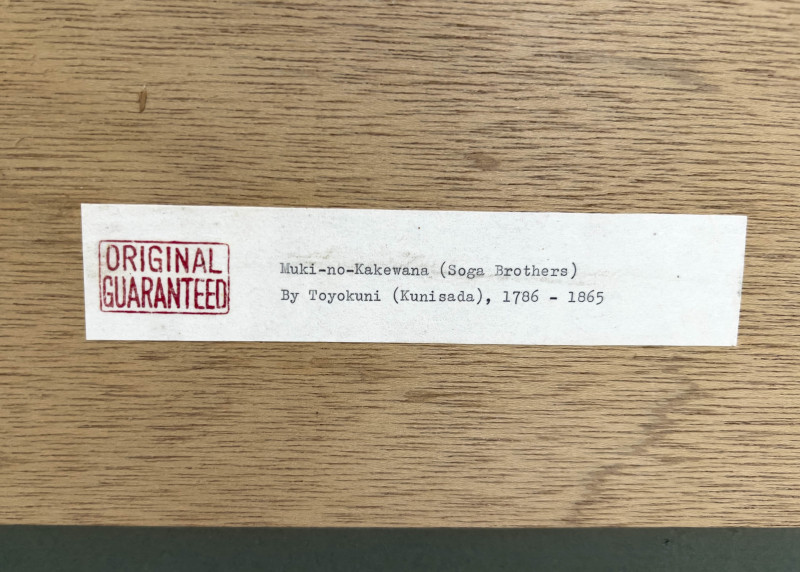 ORIGINAL
GUARANTEED
Muki-no-Kakewana (Soga Brothers)
By Toyokuni (Kunisada), 1786 - 1865